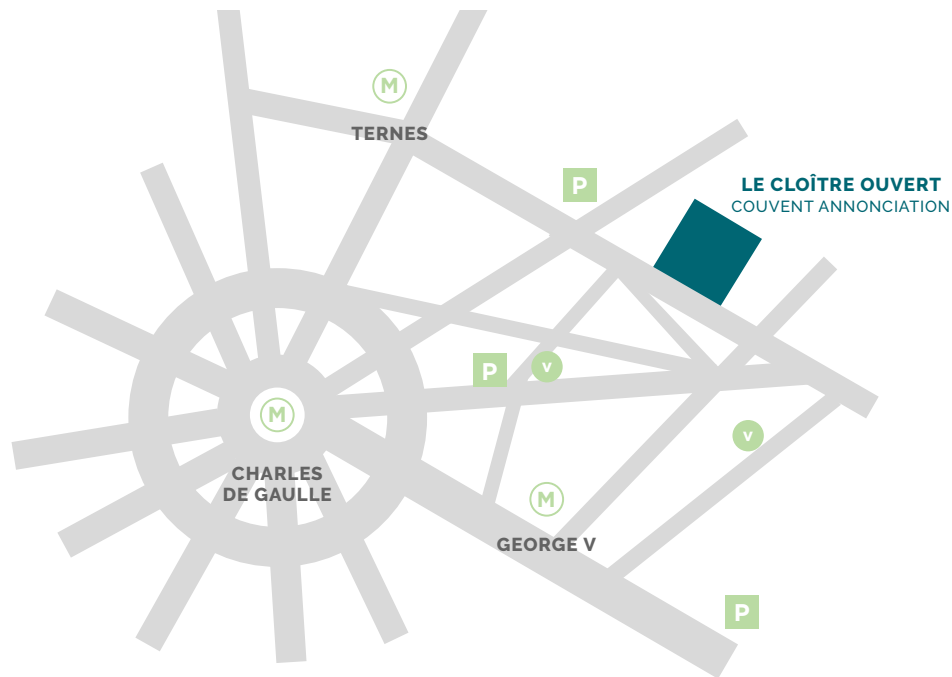 M
TERNES
P
LE CLOÎTRE OUVERT
COUVENT ANNONCIATION
P
V
M
V
CHARLES
DE GAULLE
M
GEORGE V
P